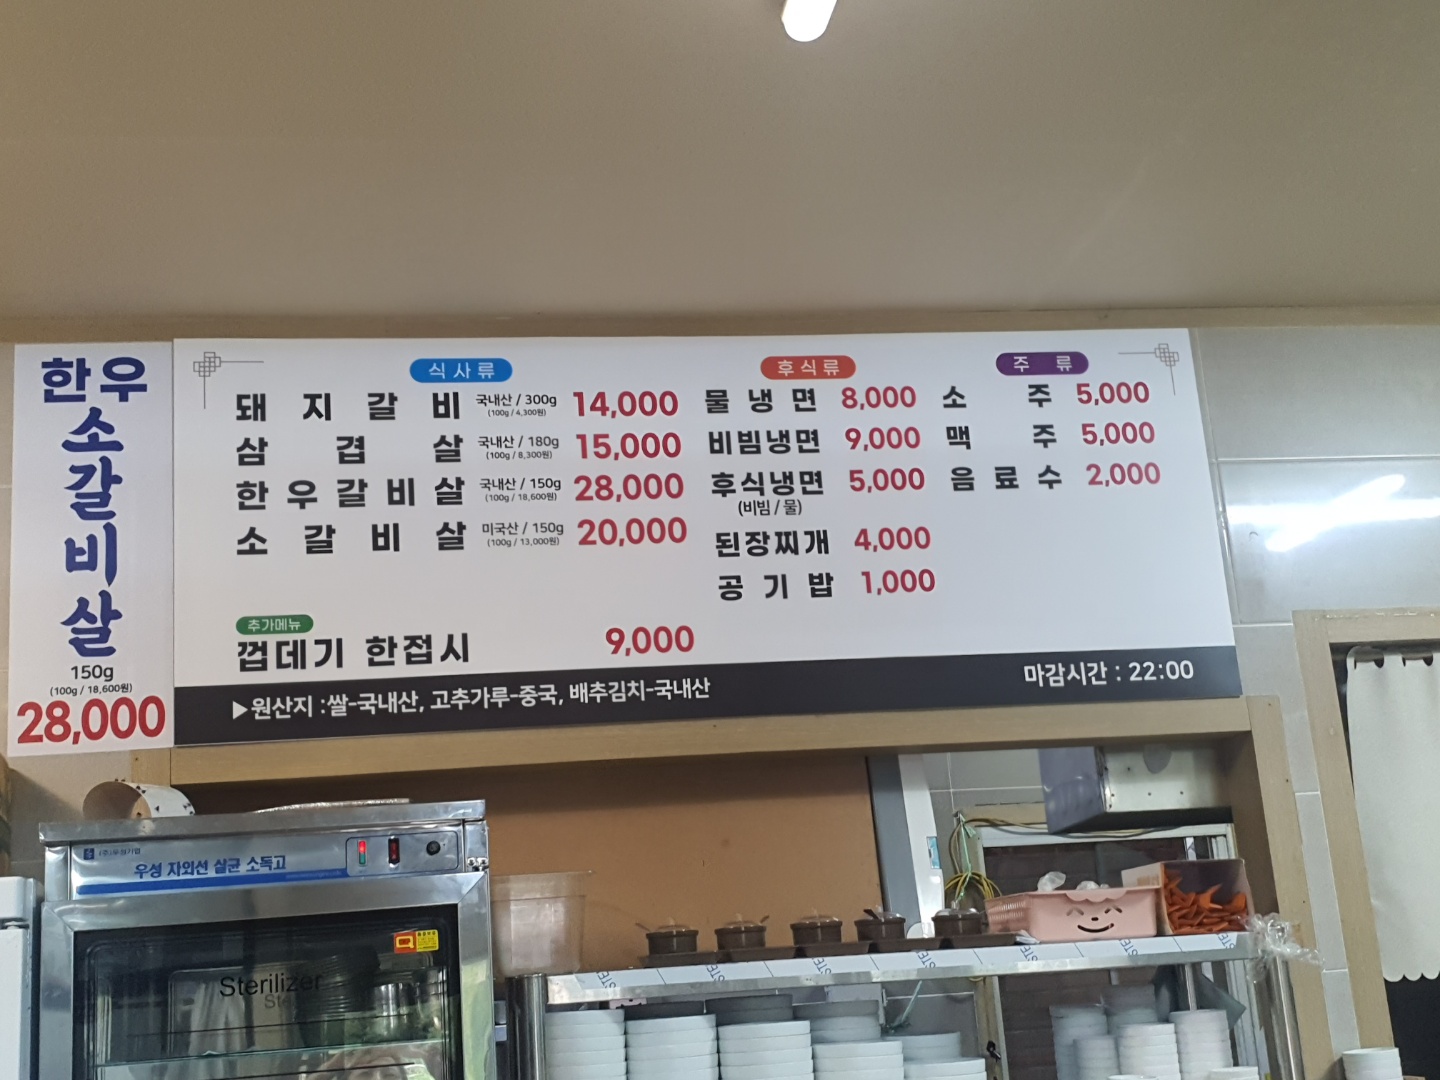 한우
소갈비살
150g
(100g / 18,600원)
28,000
식사류
돼지갈비 국내산 / 300g (100g / 4,300원) 14,000
삼겹살 국내산 / 180g (100g / 8,300원) 15,000
한우갈비살 국내산 / 150g (100g / 18,600원) 28,000
소갈비살 미국산 / 150g (100g / 13,000원) 20,000
추가메뉴
껍데기 한접시 9,000
후식류
물냉면 8,000
비빔냉면 9,000
후식냉면 5,000
(비빔 / 물)
된장찌개 4,000
공기밥 1,000
주류
소주 5,000
맥주 5,000
음료수 2,000
▶원산지 : 쌀-국내산, 고추가루-중국, 배추김치-국내산
마감시간 : 22:00
(주)우성기업
우성 자외선 살균 소독고
Sterilizer